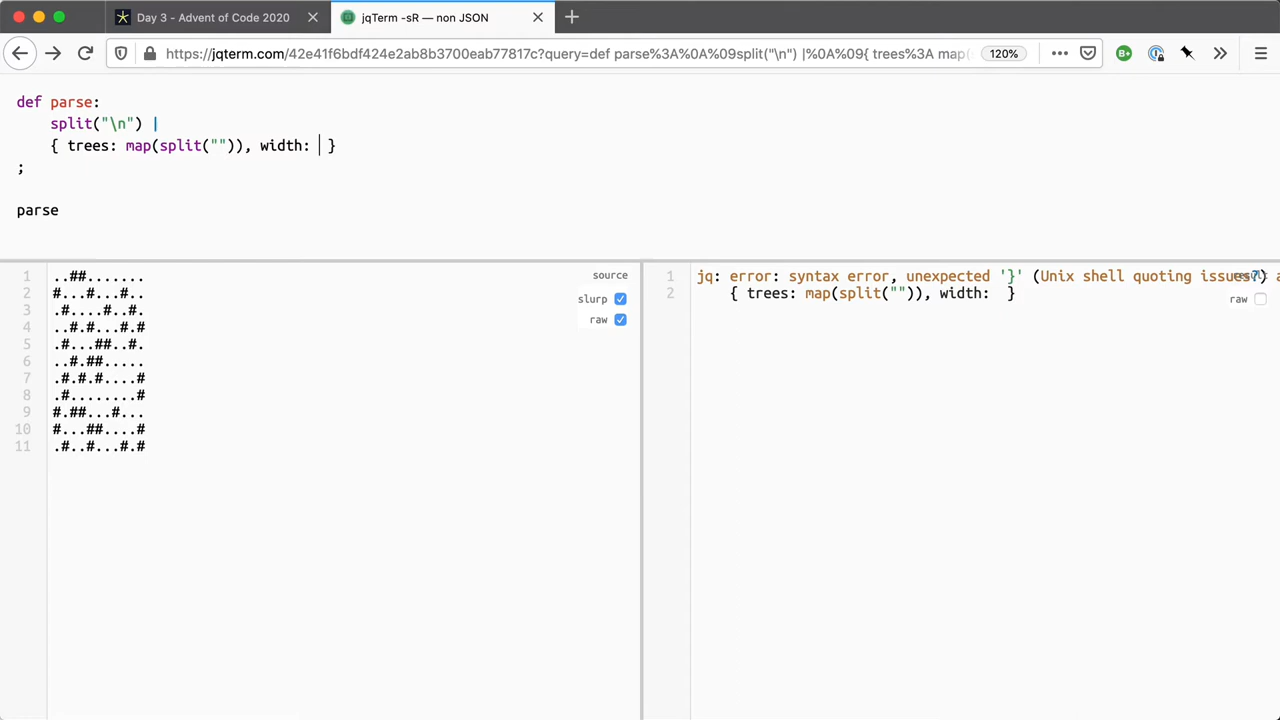 Day 3 - Advent of Code 2020
jqTerm -sR — non JSON
https://jqterm.com/42e41f6bdf424e2ab8b3700eab77817c?query=def parse%3A%0A%09split("\n") |%0A%09{ trees%3A map(
120%
def parse:
split("\n") |
{ trees: map(split("")), width: }
;
parse
1 ..##.......
2 #...#...#..
3 .#....#..#.
4 ..#.#...#.#
5 .#...##..#.
6 ..#.##.....
7 .#.#.#....#
8 .#........#
9 #.##...#...
10 #...##....#
11 .#..#...#.#
source
slurp
raw
1 jq: error: syntax error, unexpected '}' (Unix shell quoting issues?) a
2 { trees: map(split("")), width: }
result
raw